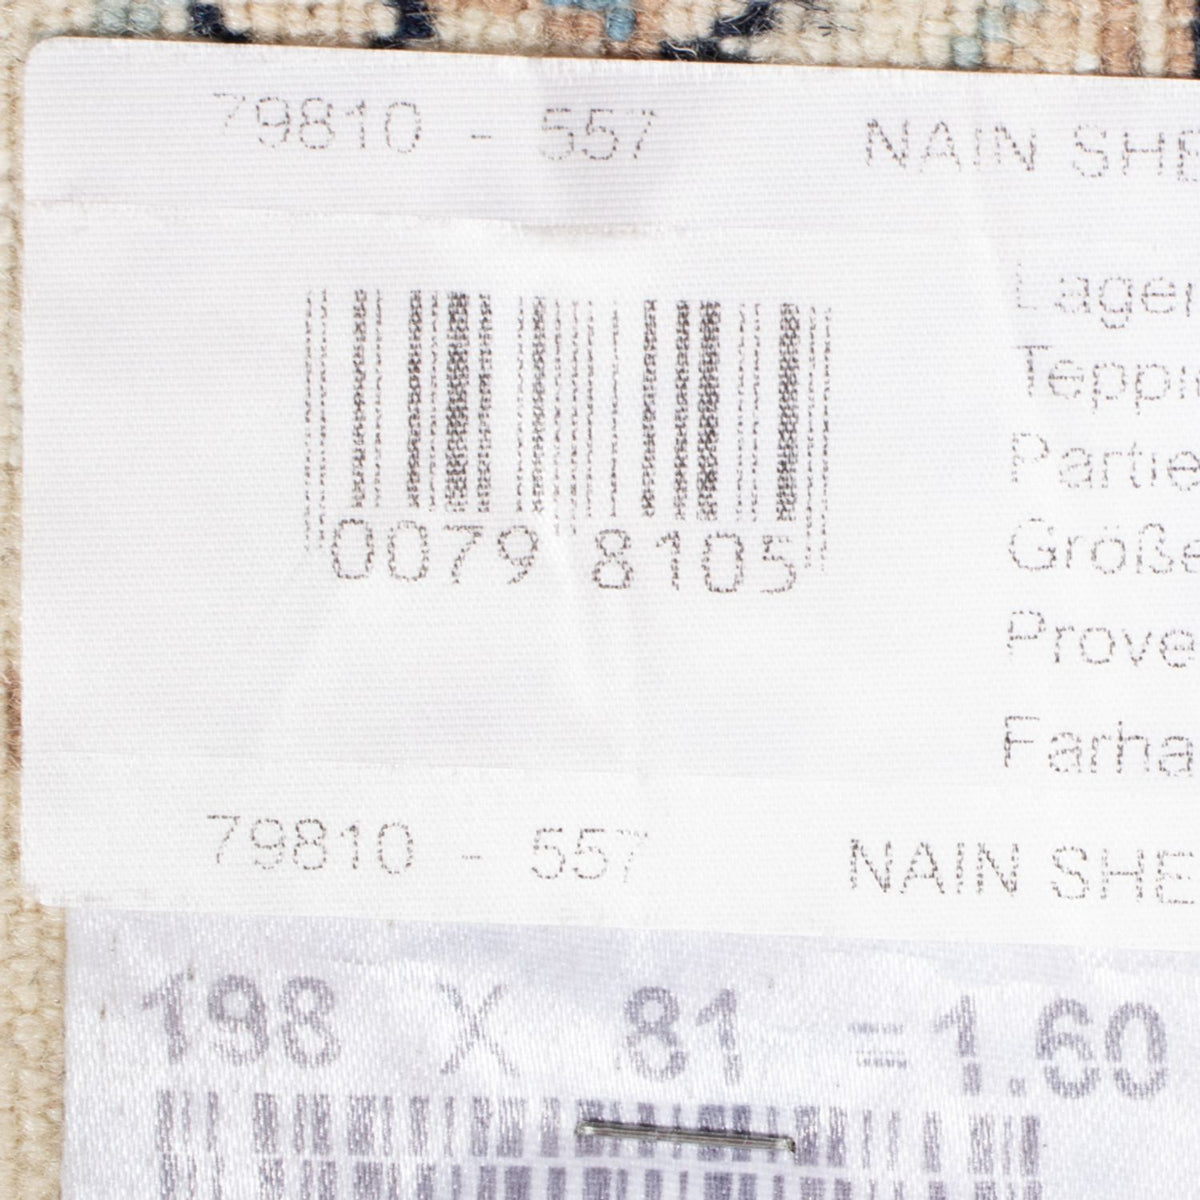 79810 - 557 NAIN SHE
Lager
Teppi
Partie
Größe
Prove
Farha
0079 8105
79810 - 557 NAIN SHE
198 X 81 = 1.60